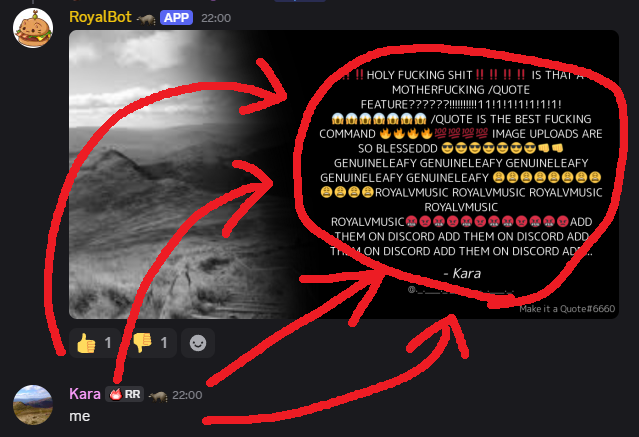 RoyalBot APP 22:00
‼️‼️HOLY FUCKING SHIT‼️‼️‼️‼️ IS THAT A
MOTHERFUCKING /QUOTE
FEATURE??????!!!!!!!!!!11!1!1!1!1!1!1!
😱😱😱😱😱😱😱 /QUOTE IS THE BEST FUCKING
COMMAND 🔥🔥🔥🔥💯💯💯💯 IMAGE UPLOADS ARE
SO BLESSEDDD 😎😎😎😎😎😎😎👊👊
GENUINELEAFY GENUINELEAFY GENUINELEAFY
GENUINELEAFY GENUINELEAFY 😩😩😩😩😩😩😩😩
😩😩😩😩ROYALVMUSIC ROYALVMUSIC ROYALVMUSIC
ROYALVMUSIC
ROYALVMUSIC🤬😡🤬😡🤬🤬😡🤬🤬😡ADD
THEM ON DISCORD ADD THEM ON DISCORD ADD
THEM ON DISCORD ADD THEM ON DISCORD ADD
- Kara
Make it a Quote#6660
👍 1 👎 1
Kara RR 22:00
me